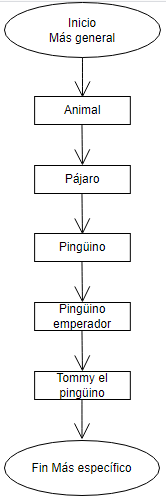 Inicio
Más general
Animal
Pájaro
Pingüino
Pingüino
emperador
Tommy el
pingüino
Fin Más específico